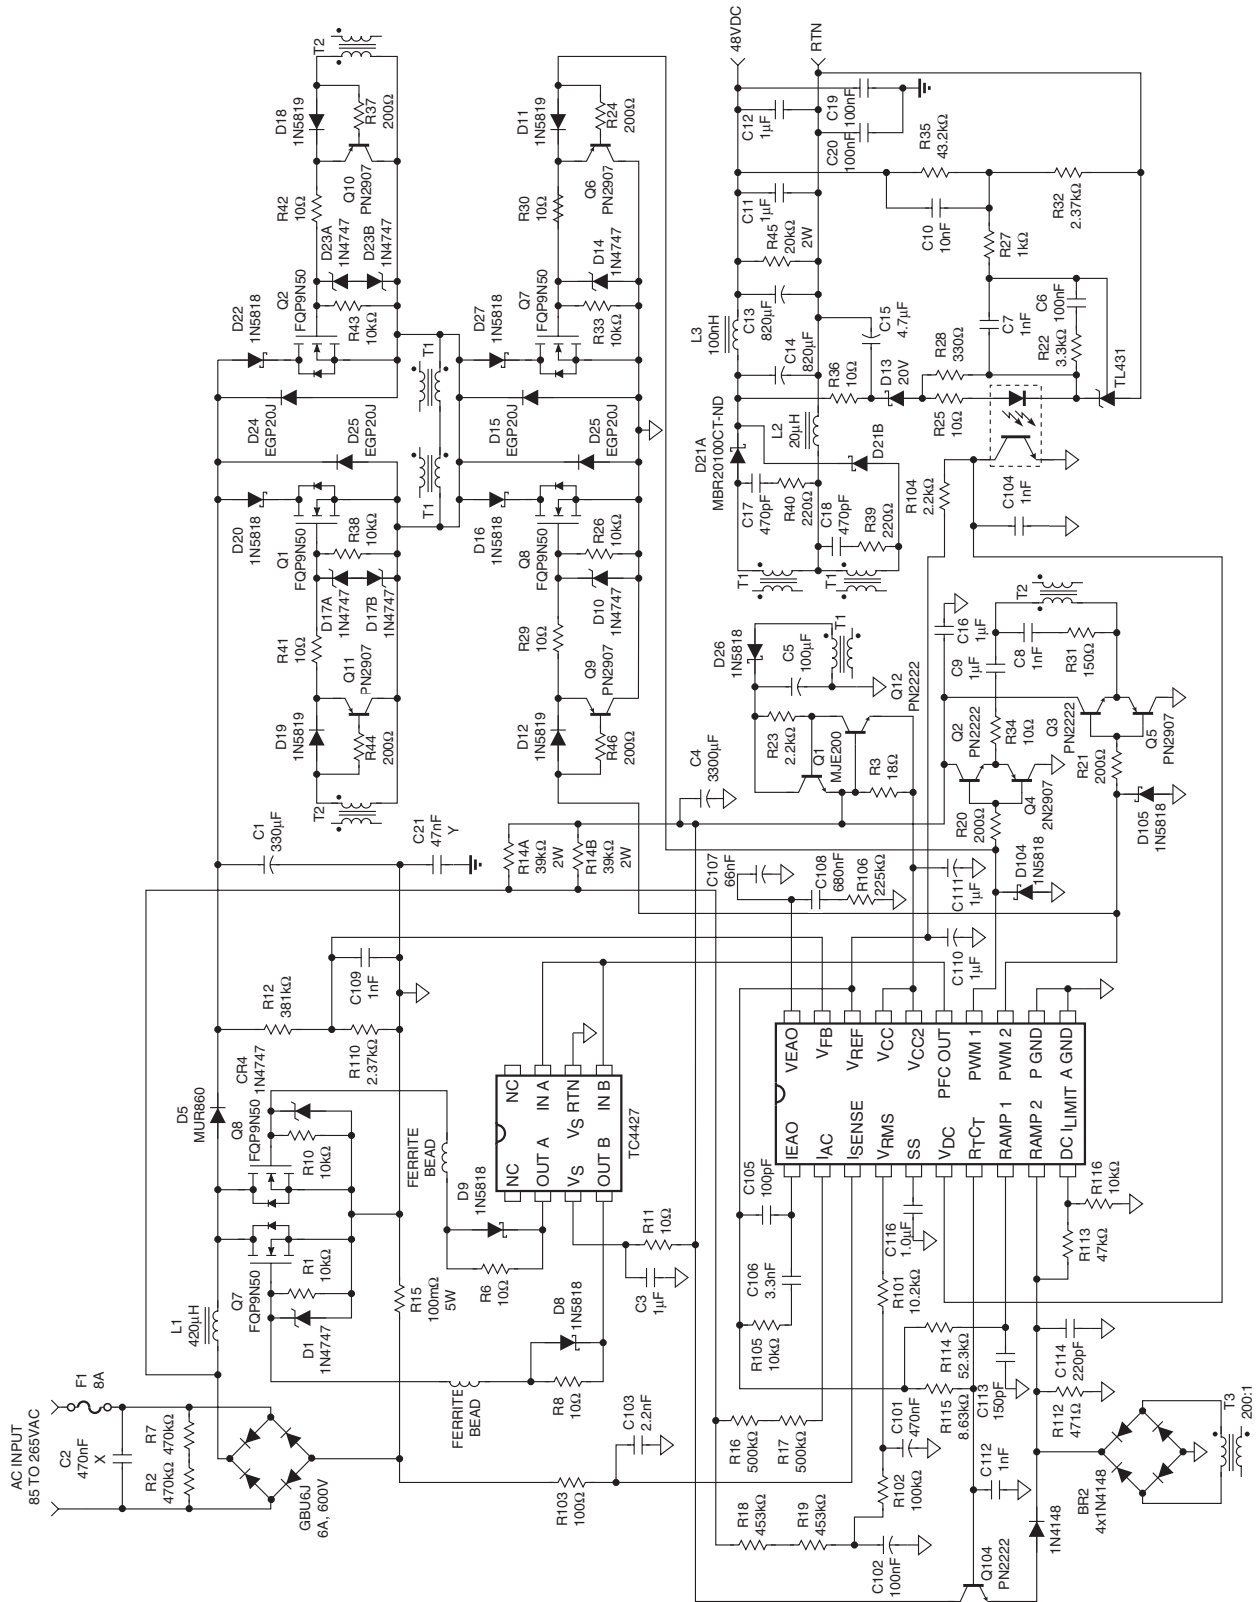 AC INPUT
85 TO 265VAC
F1
8A
C2
470nF
X
R2
470kΩ
R7
470kΩ
GBU6J
6A, 600V
L1
420µH
Q7
FQP9N50
D1
1N4747
R1
10kΩ
Q8
FQP9N50
R10
10kΩ
CR4
1N4747
D5
MUR860
R12
381kΩ
C109
1nF
R110
2.37kΩ
R15
100mΩ
5W
FERRITE
BEAD
FERRITE
BEAD
D9
1N5818
R6
10Ω
D8
1N5818
R8
10Ω
NC
OUT A
VS
OUT B
NC
IN A
VS RTN
IN B
TC4427
R11
10Ω
C3
1µF
C103
2.2nF
R103
100Ω
C1
330µF
C21
47nF
Y
R14A
39kΩ
2W
R14B
39kΩ
2W
T2
D19
1N5819
R44
200Ω
Q11
PN2907
R41
10Ω
D17A
1N4747
D17B
1N4747
R38
10kΩ
Q1
FQP9N50
D20
1N5818
D25
EGP20J
D24
EGP20J
D22
1N5818
Q2
FQP9N50
R43
10kΩ
D23A
1N4747
D23B
1N4747
R42
10Ω
Q10
PN2907
D18
1N5819
R37
200Ω
T2
T1
T1
D12
1N5819
R46
200Ω
Q9
PN2907
R29
10Ω
D10
1N4747
R26
10kΩ
Q8
FQP9N50
D16
1N5818
D25
EGP20J
D15
EGP20J
D27
1N5818
Q7
FQP9N50
R33
10kΩ
D14
1N4747
R30
10Ω
Q6
PN2907
D11
1N5819
R24
200Ω
48VDC
RTN
C12
1µF
C19
100nF
C20
100nF
R35
43.2kΩ
C11
1µF
R45
20kΩ
2W
C10
10nF
R27
1kΩ
R32
2.37kΩ
L3
100nH
C13
820µF
C14
820µF
C15
4.7µF
R36
10Ω
D13
20V
R28
330Ω
R25
10Ω
C7
1nF
C6
100nF
R22
3.3kΩ
TL431
D21A
MBR20100CT-ND
L2
20µH
D21B
C17
470pF
R40
220Ω
C18
470pF
R39
220Ω
T1
T1
R104
2.2kΩ
C104
1nF
D26
1N5818
C5
100µF
T1
R23
2.2kΩ
Q1
MJE200
Q12
PN2222
R3
18Ω
C4
3300µF
C16
1µF
C9
1µF
C8
1nF
R31
150Ω
T2
Q2
PN2222
R34
10Ω
Q3
PN2222
Q5
PN2907
R21
200Ω
R20
200Ω
Q4
2N2907
D104
1N5818
D105
1N5818
C107
66nF
C108
680nF
R106
225kΩ
C111
1µF
C110
1µF
IEAO
IAC
ISENSE
VRMS
SS
VDC
RTCT
RAMP 1
RAMP 2
DC ILIMIT
VEAO
VFB
VREF
VCC
VCC2
PFC OUT
PWM 1
PWM 2
P GND
A GND
C105
100pF
C106
3.3nF
R105
10kΩ
C116
1.0µF
R101
10.2kΩ
R16
500kΩ
R17
500kΩ
R18
453kΩ
R19
453kΩ
C102
100nF
R102
100kΩ
C101
470nF
R115
8.63kΩ
R114
52.3kΩ
C113
150pF
C112
1nF
R113
47kΩ
R116
10kΩ
C114
220pF
R112
471Ω
Q104
PN2222
1N4148
BR2
4x1N4148
T3
200:1